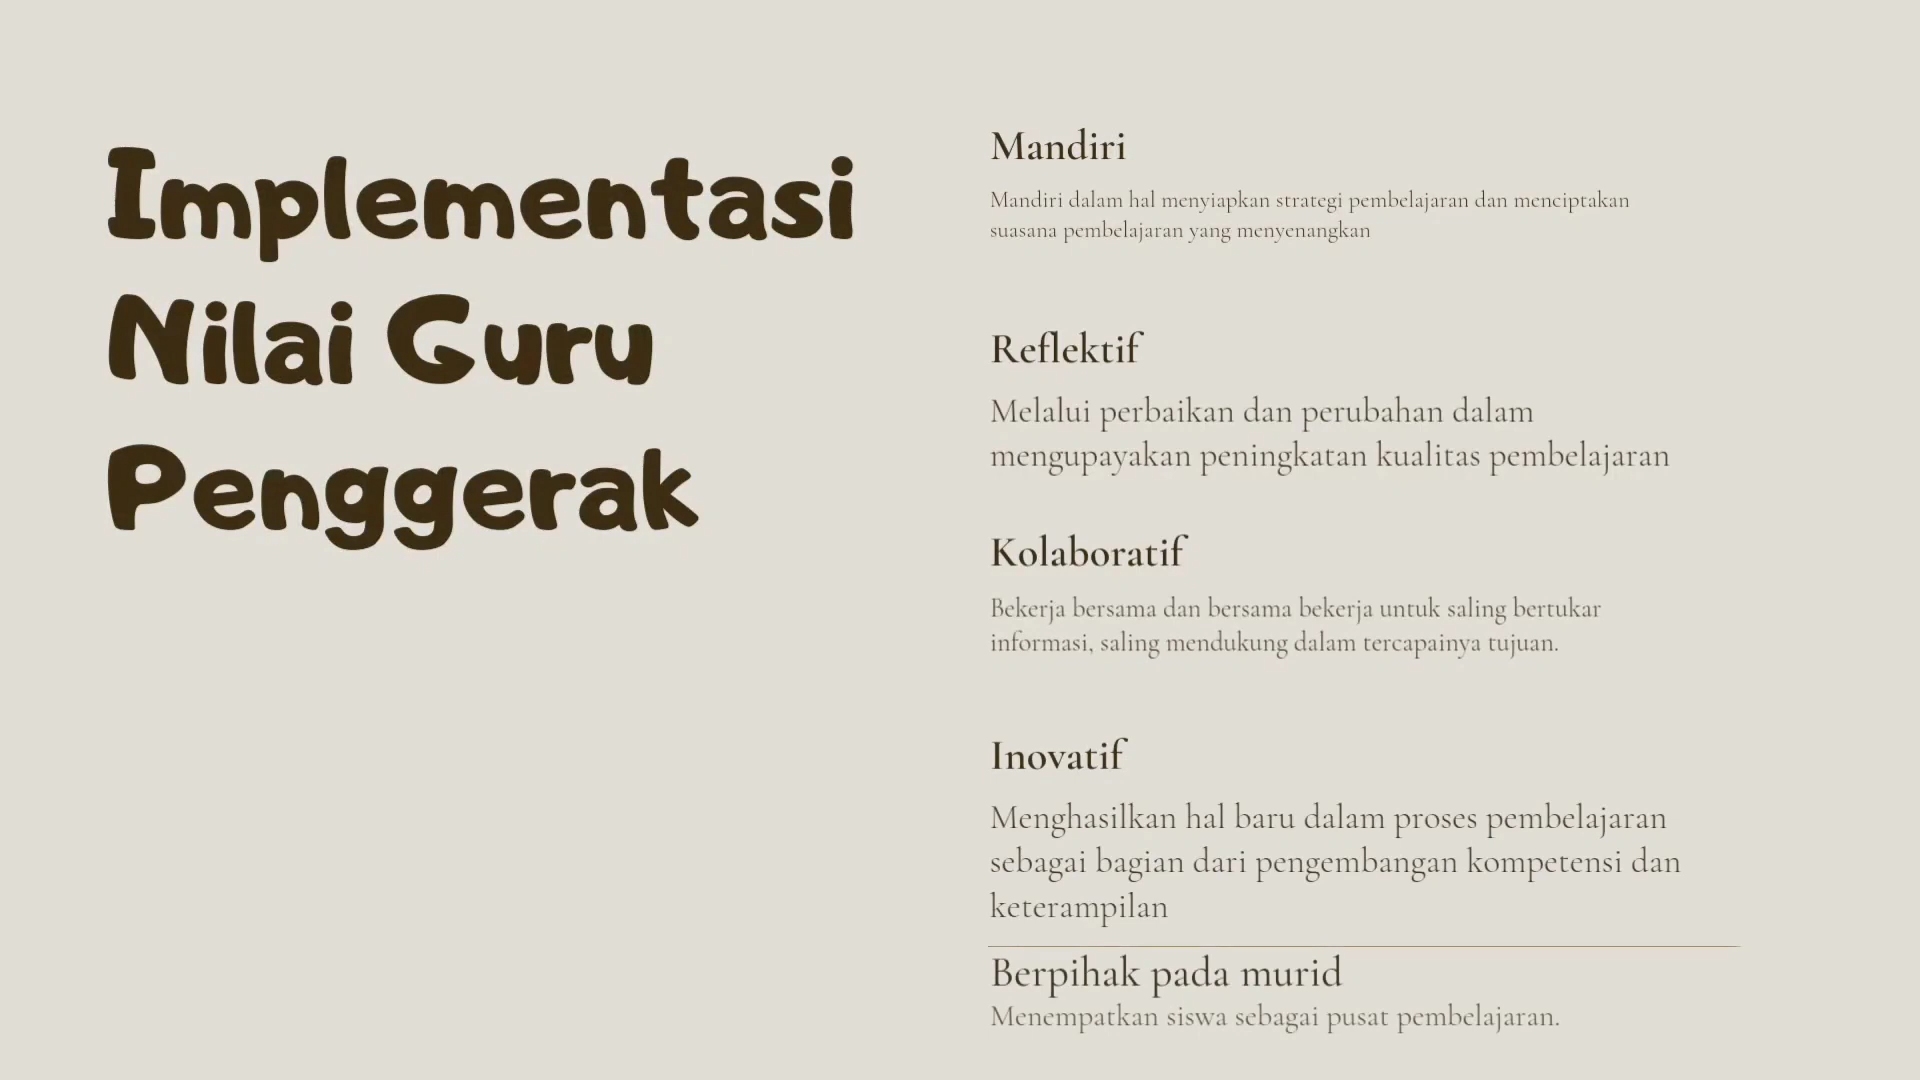 Implementasi
Nilai Guru
Penggerak
Mandiri
Mandiri dalam hal menyiapkan strategi pembelajaran dan menciptakan
suasana pembelajaran yang menyenangkan
Reflektif
Melalui perbaikan dan perubahan dalam
mengupayakan peningkatan kualitas pembelajaran
Kolaboratif
Bekerja bersama dan bersama bekerja untuk saling bertukar
informasi, saling mendukung dalam tercapainya tujuan.
Inovatif
Menghasilkan hal baru dalam proses pembelajaran
sebagai bagian dari pengembangan kompetensi dan
keterampilan
Berpihak pada murid
Menempatkan siswa sebagai pusat pembelajaran.